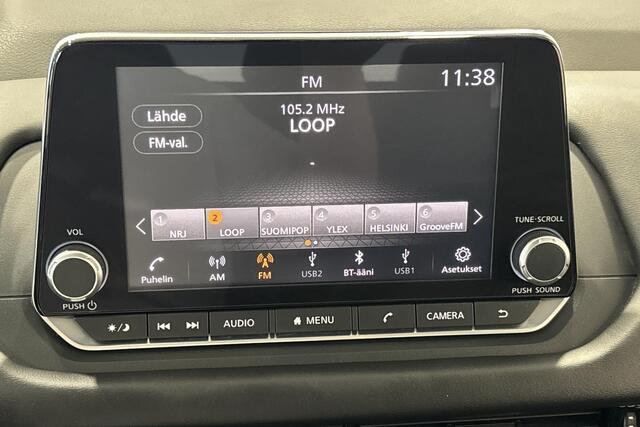 FM 11:38
Lähde
105.2 MHz
LOOP
FM-val.
1 NRJ 2 LOOP 3 SUOMIPOP 4 YLEX 5 HELSINKI 6 GrooveFM
VOL
PUSH
TUNE·SCROLL
PUSH SOUND
Puhelin AM FM USB2 BT-ääni USB1 Asetukset
AUDIO MENU CAMERA